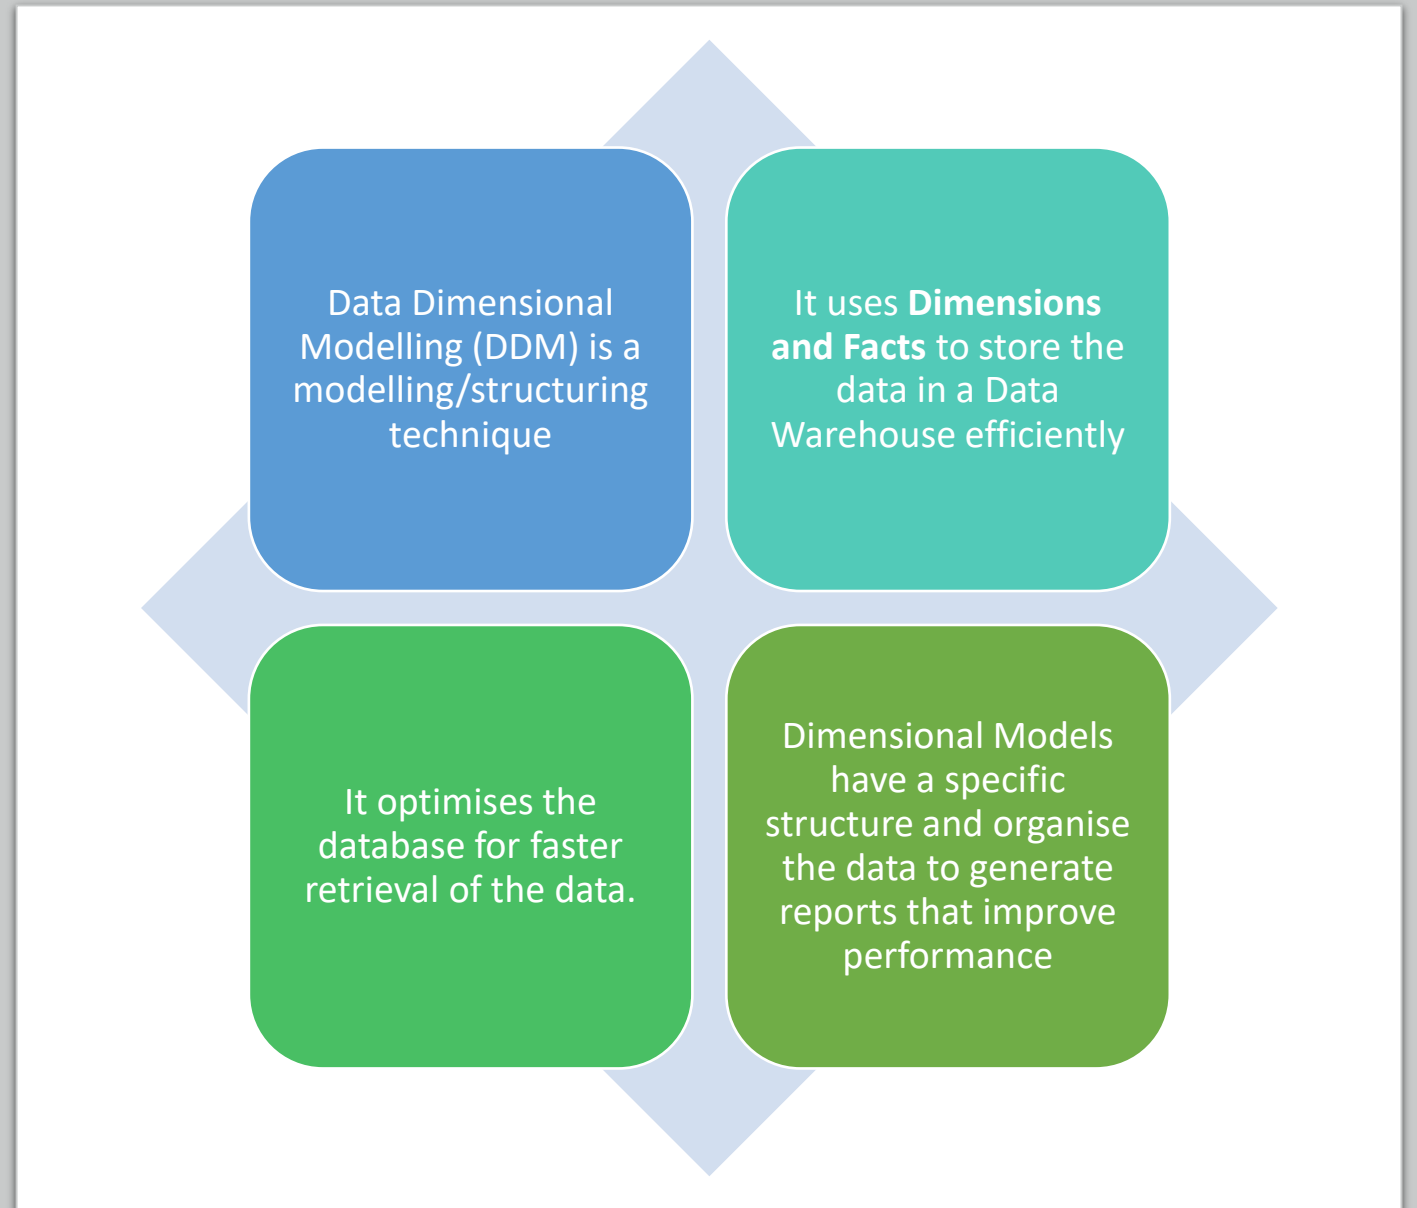 Data Dimensional
Modelling (DDM) is a
modelling/structuring
technique
It uses Dimensions
and Facts to store the
data in a Data
Warehouse efficiently
It optimises the
database for faster
retrieval of the data.
Dimensional Models
have a specific
structure and organise
the data to generate
reports that improve
performance